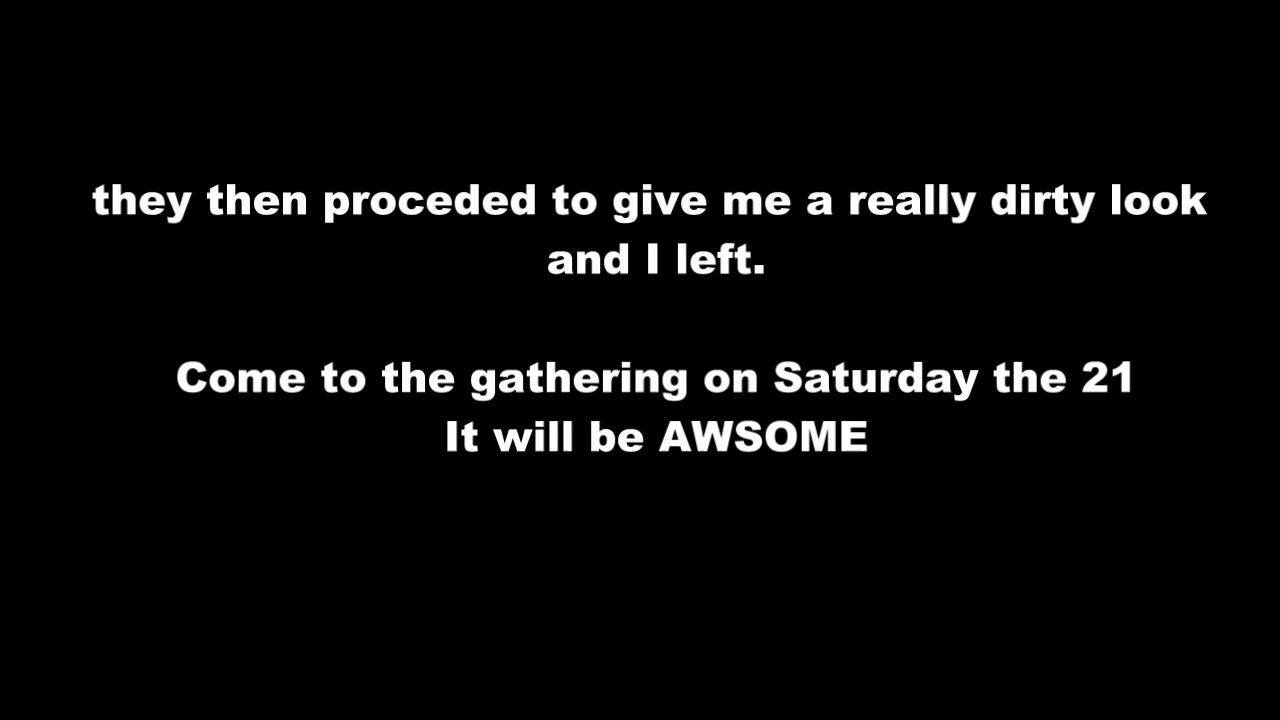 they then proceded to give me a really dirty look
and I left.
Come to the gathering on Saturday the 21
It will be AWSOME